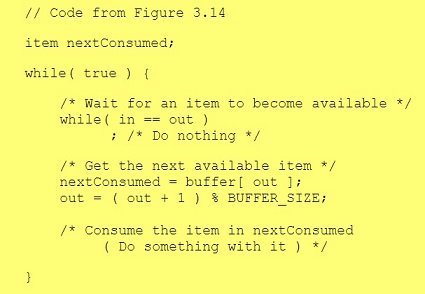 // Code from Figure 3.14
item nextConsumed;
while( true ) {
/* Wait for an item to become available */
while( in == out )
; /* Do nothing */
/* Get the next available item */
nextConsumed = buffer[ out ];
out = ( out + 1 ) % BUFFER_SIZE;
/* Consume the item in nextConsumed
( Do something with it ) */
}